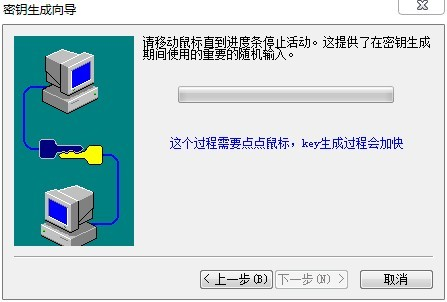 密钥生成向导
请移动鼠标直到进度条停止活动。这提供了在密钥生成
期间使用的重要的随机输入。
这个过程需要点点鼠标，key生成过程会加快
< 上一步(B)
下一步(N) >
取消